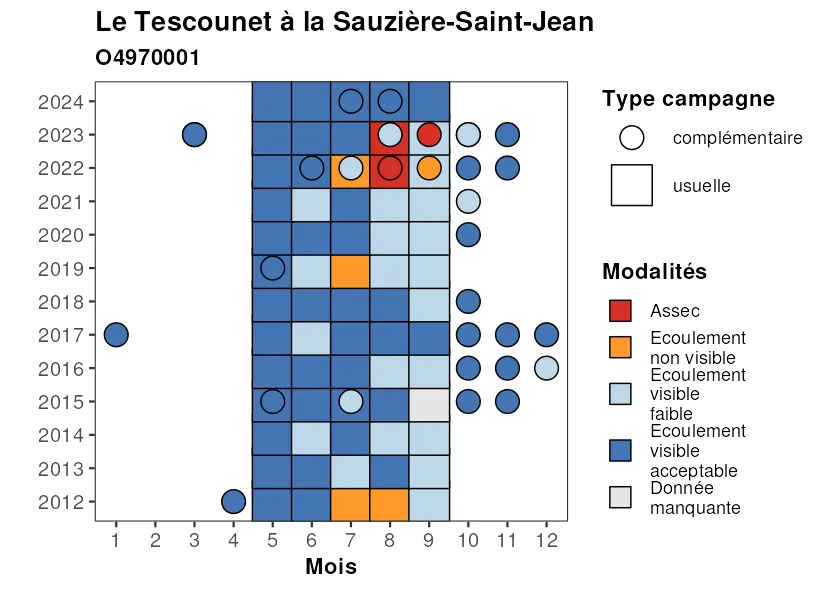 Le Tescounet à la Sauzière-Saint-Jean
O4970001
2024
2023
2022
2021
2020
2019
2018
2017
2016
2015
2014
2013
2012
1 2 3 4 5 6 7 8 9 10 11 12
Mois
Type campagne
complémentaire
usuelle
Modalités
Assec
Ecoulement
non visible
Ecoulement
visible
faible
Ecoulement
visible
acceptable
Donnée
manquante